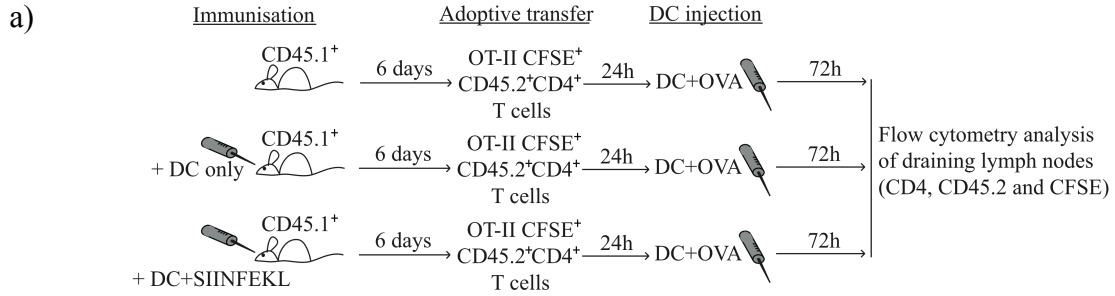 a)
Immunisation Adoptive transfer DC injection
CD45.1⁺
6 days
OT-II CFSE⁺
CD45.2⁺CD4⁺
T cells
24h
DC+OVA
72h
+ DC only
CD45.1⁺
6 days
OT-II CFSE⁺
CD45.2⁺CD4⁺
T cells
24h
DC+OVA
72h
+ DC+SIINFEKL
CD45.1⁺
6 days
OT-II CFSE⁺
CD45.2⁺CD4⁺
T cells
24h
DC+OVA
72h
Flow cytometry analysis
of draining lymph nodes
(CD4, CD45.2 and CFSE)